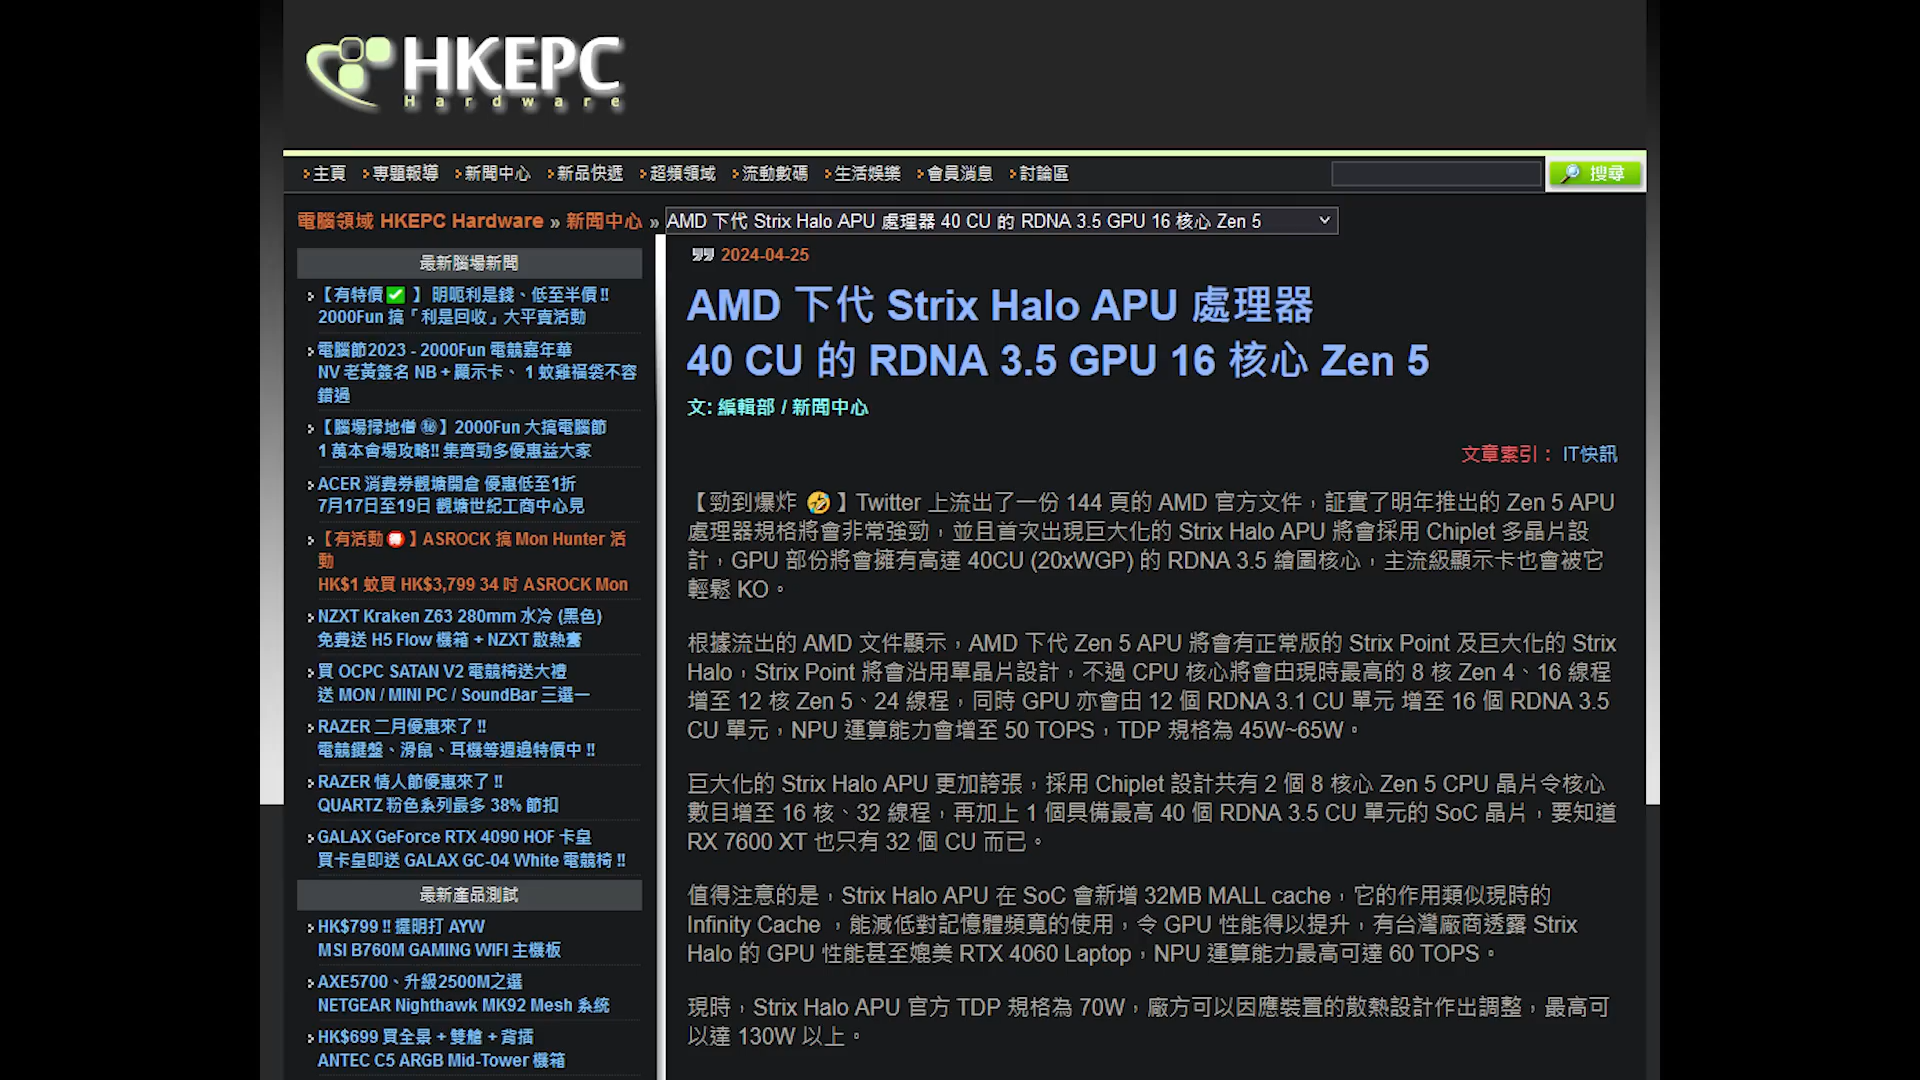 HKEPC
Hardware
主頁 專題報導 新聞中心 新品快遞 超頻領域 流動數碼 生活娛樂 會員消息 討論區 搜尋
電腦領域 HKEPC Hardware » 新聞中心 » AMD 下代 Strix Halo APU 處理器 40 CU 的 RDNA 3.5 GPU 16 核心 Zen 5
最新腦場新聞
【有特價✅ 】 明呃利是錢、低至半價 !!
2000Fun 搞「利是回收」大平賣活動
電腦節2023 - 2000Fun 電競嘉年華
NV 老黃簽名 NB + 顯示卡、 1 蚊雞福袋不容
錯過
【腦場掃地僧 ㊙】2000Fun 大搞電腦節
1 萬本會場攻略!! 集齊勁多優惠益大家
ACER 消費券觀塘開倉 優惠低至1折
7月17日至19日 觀塘世紀工商中心見
【有活動】ASROCK 搞 Mon Hunter 活
動
HK$1 蚊買 HK$3,799 34 吋 ASROCK Mon
NZXT Kraken Z63 280mm 水冷 (黑色)
免費送 H5 Flow 機箱 + NZXT 散熱膏
買 OCPC SATAN V2 電競椅送大禮
送 MON / MINI PC / SoundBar 三選一
RAZER 二月優惠來了 !!
電競鍵盤、滑鼠、耳機等週邊特價中 !!
RAZER 情人節優惠來了 !!
QUARTZ 粉色系列最多 38% 節扣
GALAX GeForce RTX 4090 HOF 卡皇
買卡皇即送 GALAX GC-04 White 電競椅 !!
最新產品測試
HK$799 !! 擺明打 AYW
MSI B760M GAMING WIFI 主機板
AXE5700、升級2500M之選
NETGEAR Nighthawk MK92 Mesh 系統
HK$699 買全景 + 雙艙 + 背插
ANTEC C5 ARGB Mid-Tower 機箱
2024-04-25
AMD 下代 Strix Halo APU 處理器
40 CU 的 RDNA 3.5 GPU 16 核心 Zen 5
文: 編輯部 / 新聞中心
文章索引： IT快訊
【勁到爆炸 🤣 】Twitter 上流出了一份 144 頁的 AMD 官方文件，証實了明年推出的 Zen 5 APU
處理器規格將會非常強勁，並且首次出現巨大化的 Strix Halo APU 將會採用 Chiplet 多晶片設
計，GPU 部份將會擁有高達 40CU (20xWGP) 的 RDNA 3.5 繪圖核心，主流級顯示卡也會被它
輕鬆 KO。
根據流出的 AMD 文件顯示，AMD 下代 Zen 5 APU 將會有正常版的 Strix Point 及巨大化的 Strix
Halo，Strix Point 將會沿用單晶片設計，不過 CPU 核心將會由現時最高的 8 核 Zen 4、16 線程
增至 12 核 Zen 5、24 線程，同時 GPU 亦會由 12 個 RDNA 3.1 CU 單元 增至 16 個 RDNA 3.5
CU 單元，NPU 運算能力會增至 50 TOPS，TDP 規格為 45W~65W。
巨大化的 Strix Halo APU 更加誇張，採用 Chiplet 設計共有 2 個 8 核心 Zen 5 CPU 晶片令核心
數目增至 16 核、32 線程，再加上 1 個具備最高 40 個 RDNA 3.5 CU 單元的 SoC 晶片，要知道
RX 7600 XT 也只有 32 個 CU 而已。
值得注意的是，Strix Halo APU 在 SoC 會新增 32MB MALL cache，它的作用類似現時的
Infinity Cache ，能減低對記憶體頻寬的使用，令 GPU 性能得以提升，有台灣廠商透露 Strix
Halo 的 GPU 性能甚至媲美 RTX 4060 Laptop，NPU 運算能力最高可達 60 TOPS。
現時，Strix Halo APU 官方 TDP 規格為 70W，廠方可以因應裝置的散熱設計作出調整，最高可
以達 130W 以上。